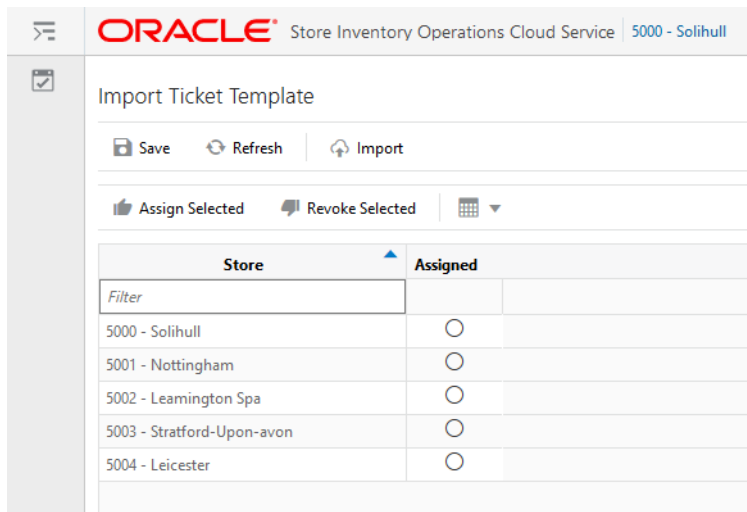 ORACLE Store Inventory Operations Cloud Service 5000 - Solihull
Import Ticket Template
Save Refresh Import
Assign Selected Revoke Selected
Store Assigned
Filter
5000 - Solihull
5001 - Nottingham
5002 - Leamington Spa
5003 - Stratford-Upon-avon
5004 - Leicester